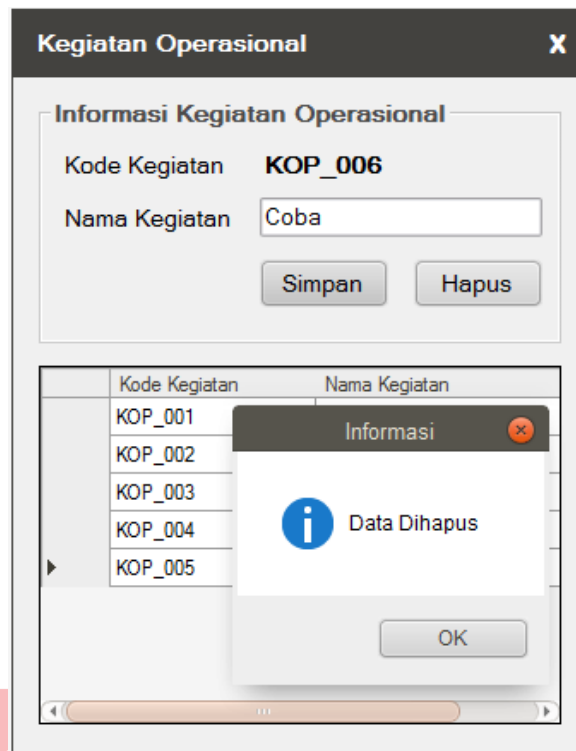 Kegiatan Operasional X
Informasi Kegiatan Operasional
Kode Kegiatan KOP_006
Nama Kegiatan Coba
Simpan Hapus
Kode Kegiatan Nama Kegiatan
KOP_001
KOP_002
KOP_003
KOP_004
KOP_005
Informasi
Data Dihapus
OK